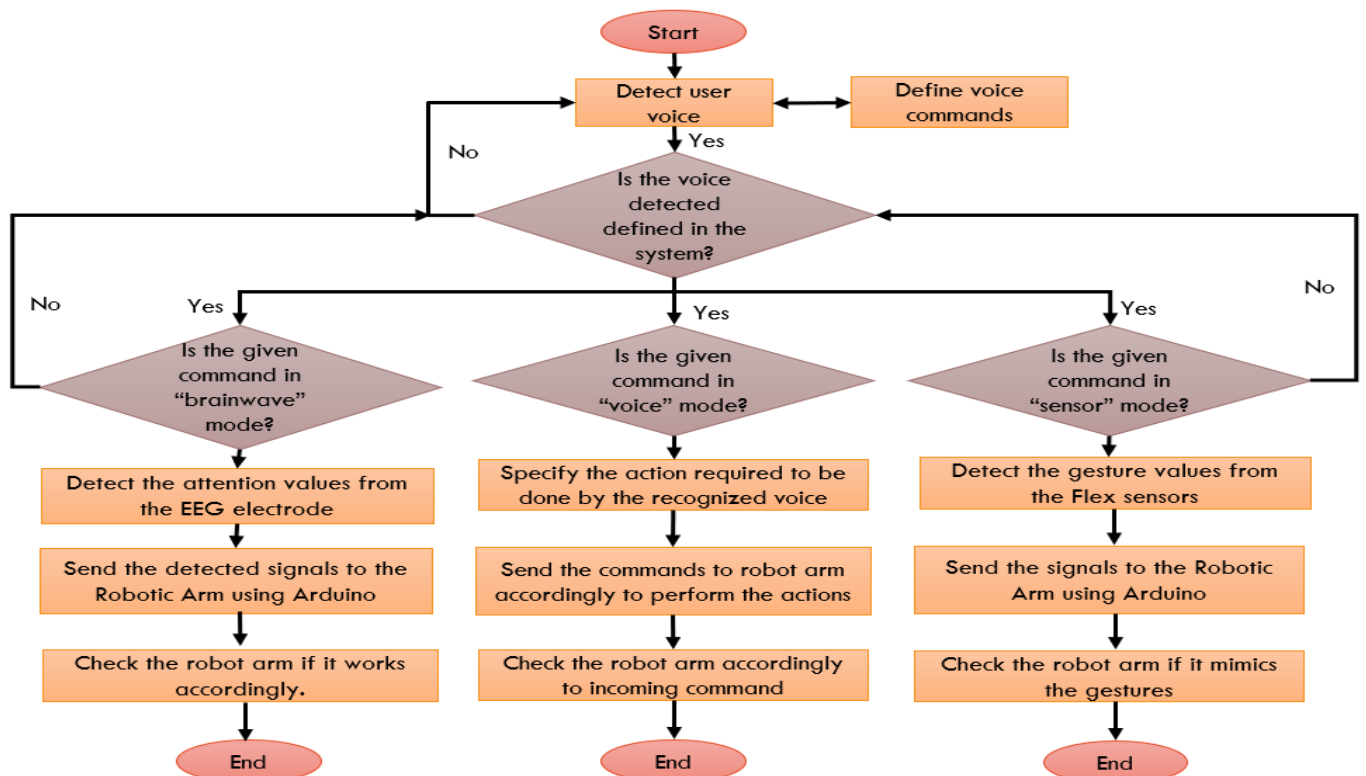 Start
Detect user
voice
Define voice
commands
No
Yes
Is the voice
detected
defined in the
system?
No
Yes
Yes
Yes
No
Is the given
command in
“brainwave”
mode?
Is the given
command in
“voice” mode?
Is the given
command in
“sensor” mode?
Detect the attention values from
the EEG electrode
Specify the action required to be
done by the recognized voice
Detect the gesture values from
the Flex sensors
Send the detected signals to the
Robotic Arm using Arduino
Send the commands to robot arm
accordingly to perform the actions
Send the signals to the Robotic
Arm using Arduino
Check the robot arm if it works
accordingly.
Check the robot arm accordingly
to incoming command
Check the robot arm if it mimics
the gestures
End
End
End